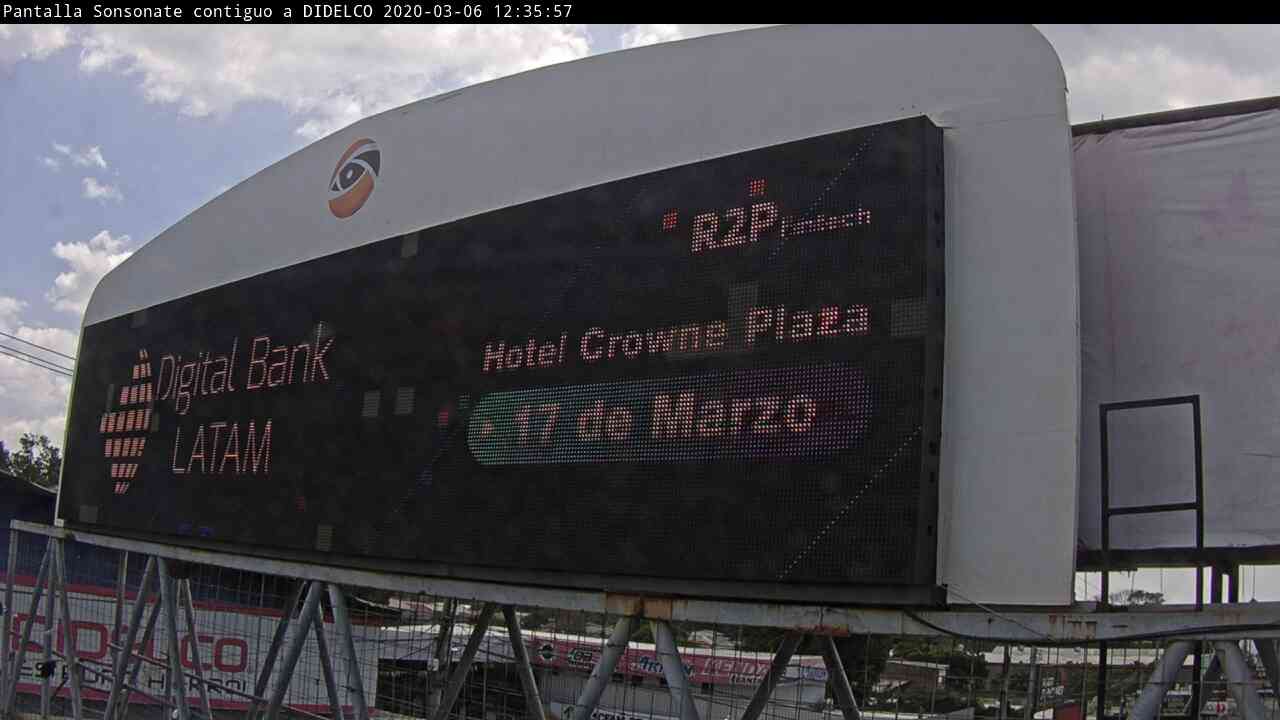 Pantalla Sonsonate contiguo a DIDELCO 2020-03-06 12:35:57
R2P fintech
Digital Bank
LATAM
Hotel Crowne Plaza
17 de Marzo